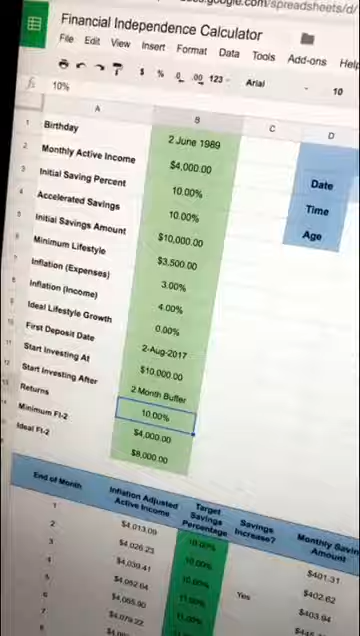 .google.com/spreadsheets/d/
Financial Independence Calculator
File Edit View Insert Format Data Tools Add-ons Help
$ % .0 .00 123 Arial 10
fx 10%
A B C D
1 Birthday 2 June 1989
2 Monthly Active Income $4,000.00
3 Initial Saving Percent 10.00%
4 Accelerated Savings 10.00%
5 Initial Savings Amount $10,000.00
6 Minimum Lifestyle $3,500.00
7 Inflation (Expenses) 3.00%
8 Inflation (Income) 4.00%
9 Ideal Lifestyle Growth 0.00%
10 First Deposit Date 2-Aug-2017
11 Start Investing At $10,000.00
12 Start Investing After 2 Month Buffer
13 Returns 10.00%
Minimum FI-2 $4,000.00
Ideal FI-2 $8,000.00
Date
Time
Age
End of Month Inflation Adjusted Active Income Target Savings Percentage Savings Increase? Monthly Savin
Amount
1 $4,013.09 10.00% $401.31
2 $4,026.23 10.00% $402.62
3 $4,039.41 10.00% $403.94
4 $4,052.64 11.00% Yes
5 $4,065.90 11.00%
6 $4,079.22 11.00%
7